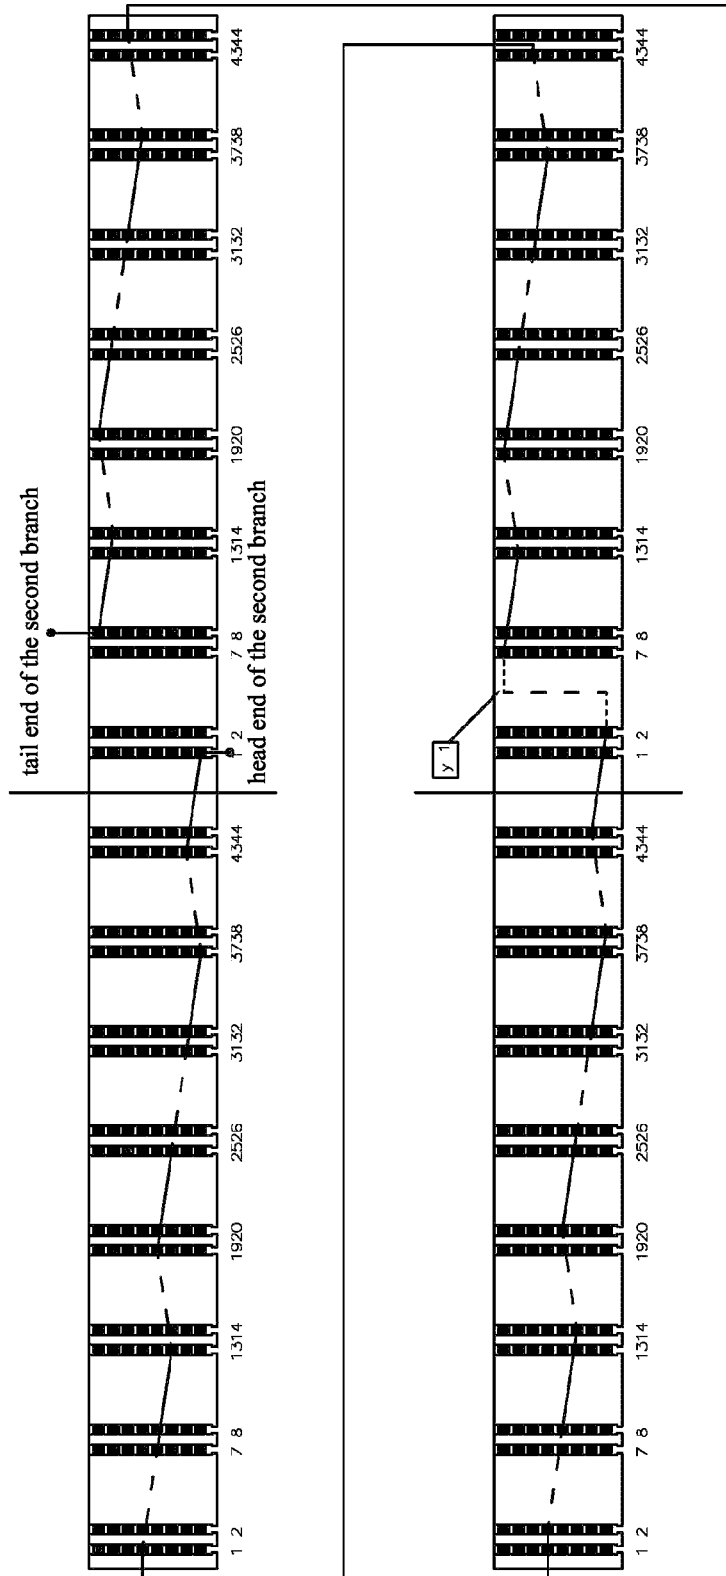 tail end of the second branch
1 2 7 8 1314 1920 2526 3132 3738 4344 1 2 7 8 1314 1920 2526 3132 3738 4344
head end of the second branch
y 1
1 2 7 8 1314 1920 2526 3132 3738 4344 1 2 7 8 1314 1920 2526 3132 3738 4344